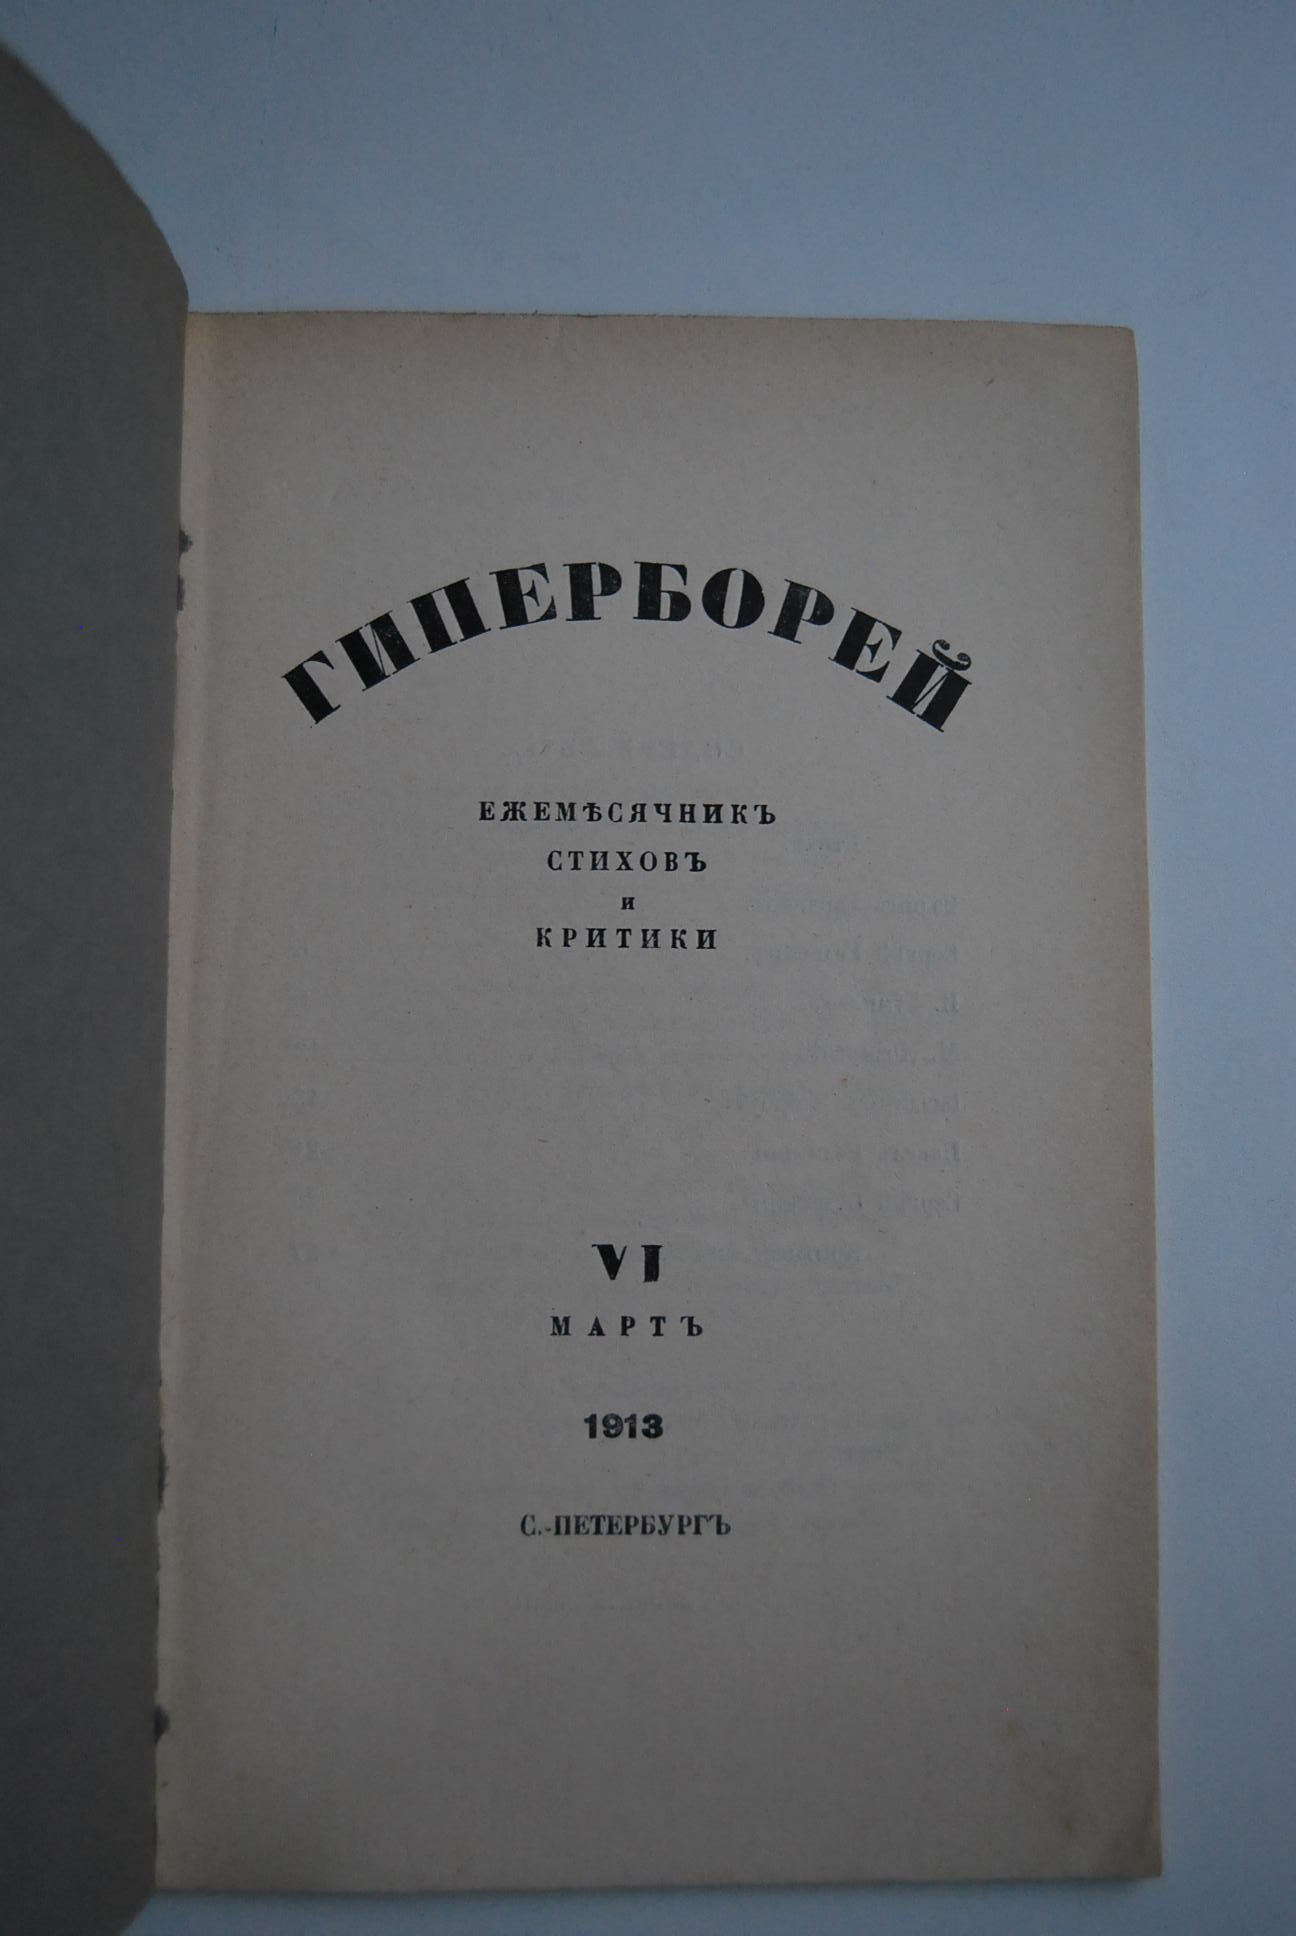 ГИПЕРБОРЕЙ
ЕЖЕМѢСЯЧНИКЪ
СТИХОВЪ
И
КРИТИКИ
VI
МАРТЪ
1913
С.-ПЕТЕРБУРГЪ